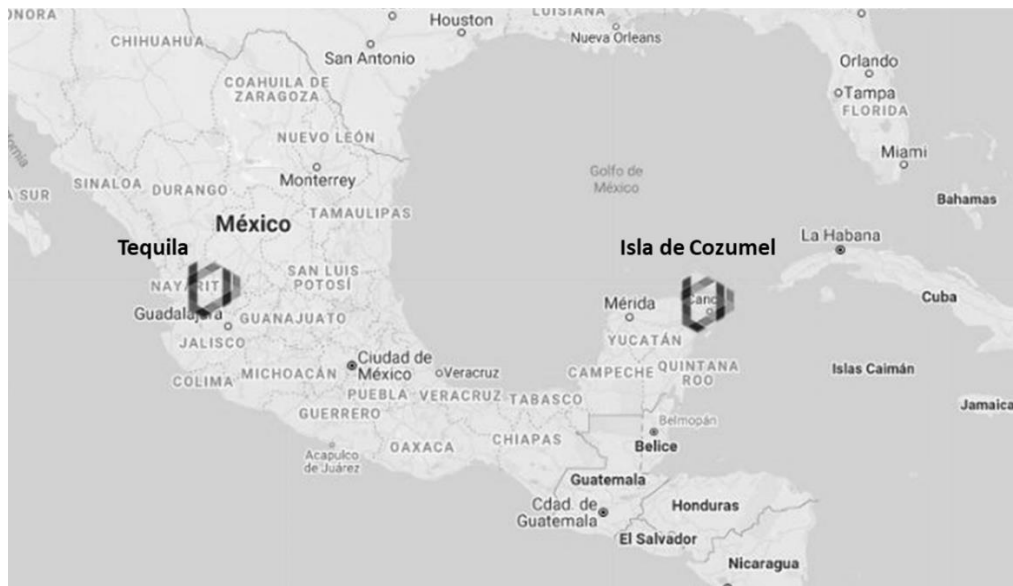 ONORA
CHIHUAHUA
Houston
San Antonio
LUISIANA
Nueva Orleans
Orlando
Tampa
FLORIDA
Miami
COAHUILA DE
ZARAGOZA
NUEVO LEÓN
Monterrey
SINALOA
DURANGO
A SUR
TAMAULIPAS
México
Golfo de
México
Bahamas
Tequila
Isla de Cozumel
La Habana
NAYARIT
SAN LUIS
POTOSÍ
Cuba
Guadalajara
GUANAJUATO
JALISCO
Mérida
Canc
YUCATÁN
COLIMA
MICHOACÁN
Ciudad de
México
Veracruz
CAMPECHE
QUINTANA
ROO
Islas Caimán
PUEBLA
VERACRUZ
TABASCO
Jamaica
GUERRERO
OAXACA
CHIAPAS
Belmopán
Belice
Acapulco
de Juárez
Guatemala
Cdad. de
Guatemala
Honduras
El Salvador
Nicaragua